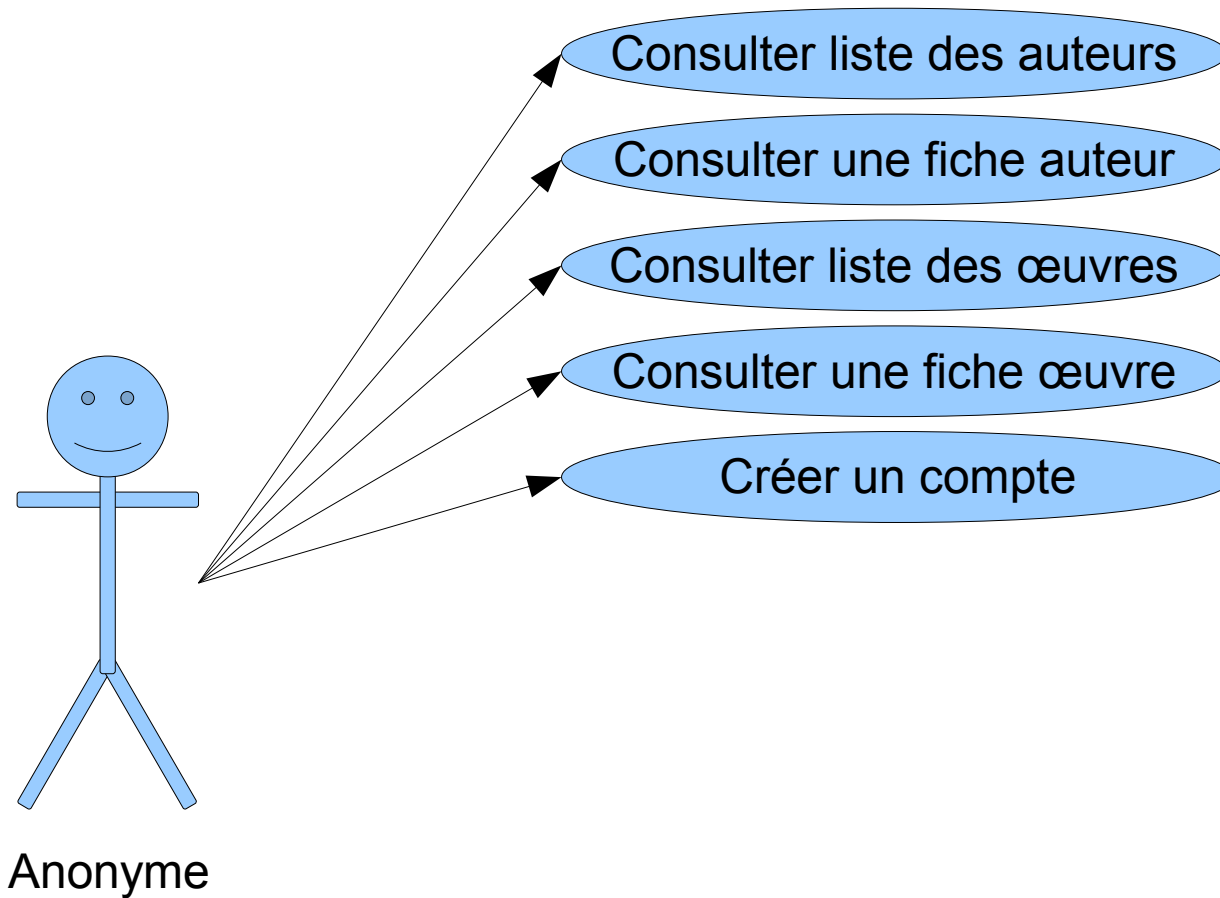 Consulter liste des auteurs
Consulter une fiche auteur
Consulter liste des œuvres
Consulter une fiche œuvre
Créer un compte
Anonyme